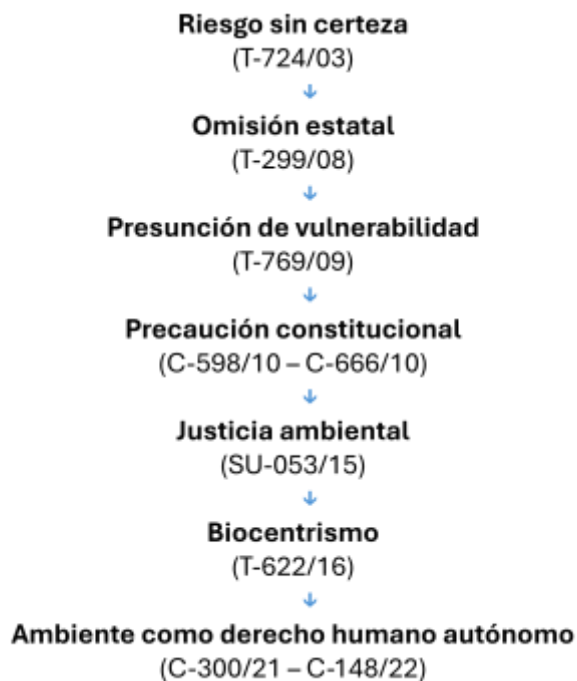 Riesgo sin certeza
(T-724/03)
↓
Omisión estatal
(T-299/08)
↓
Presunción de vulnerabilidad
(T-769/09)
↓
Precaución constitucional
(C-598/10 – C-666/10)
↓
Justicia ambiental
(SU-053/15)
↓
Biocentrismo
(T-622/16)
↓
Ambiente como derecho humano autónomo
(C-300/21 – C-148/22)